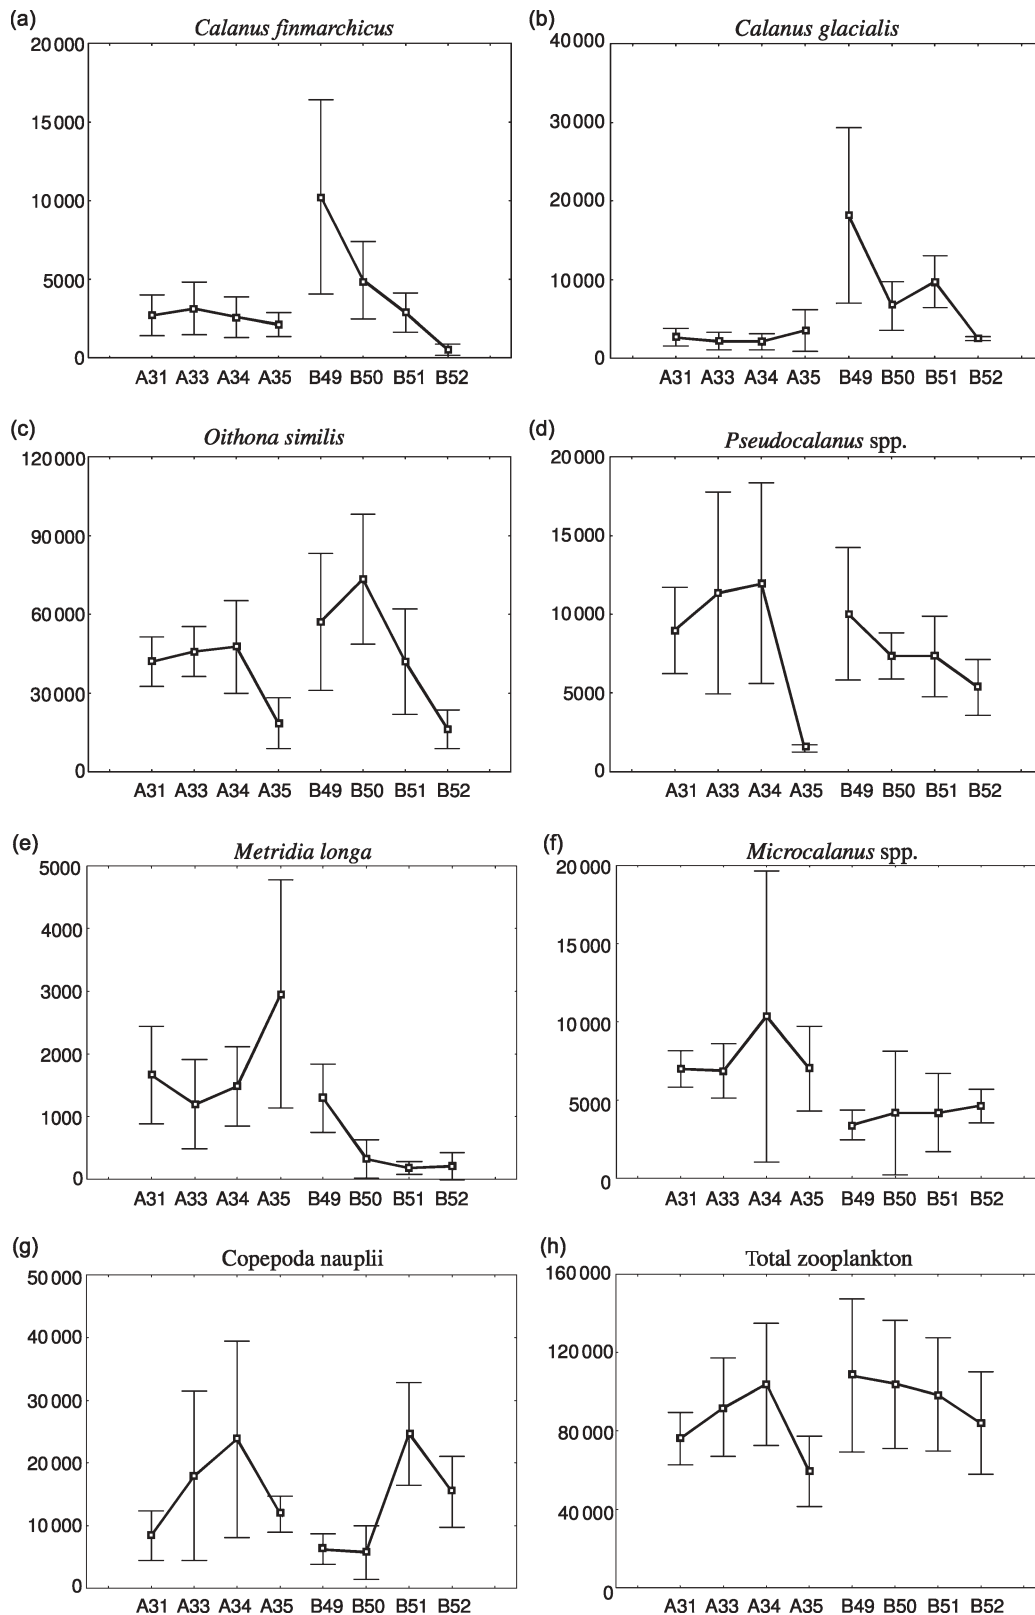 (a) Calanus finmarchicus
20 000
15 000
10 000
5000
0
A31 A33 A34 A35 B49 B50 B51 B52
(b) Calanus glacialis
40 000
30 000
20 000
10 000
0
A31 A33 A34 A35 B49 B50 B51 B52
(c) Oithona similis
120 000
90 000
60 000
30 000
0
A31 A33 A34 A35 B49 B50 B51 B52
(d) Pseudocalanus spp.
20 000
15 000
10 000
5000
0
A31 A33 A34 A35 B49 B50 B51 B52
(e) Metridia longa
5000
4000
3000
2000
1000
0
A31 A33 A34 A35 B49 B50 B51 B52
(f) Microcalanus spp.
20 000
15 000
10 000
5000
0
A31 A33 A34 A35 B49 B50 B51 B52
(g) Copepoda nauplii
50 000
40 000
30 000
20 000
10 000
0
A31 A33 A34 A35 B49 B50 B51 B52
(h) Total zooplankton
160 000
120 000
80 000
40 000
0
A31 A33 A34 A35 B49 B50 B51 B52